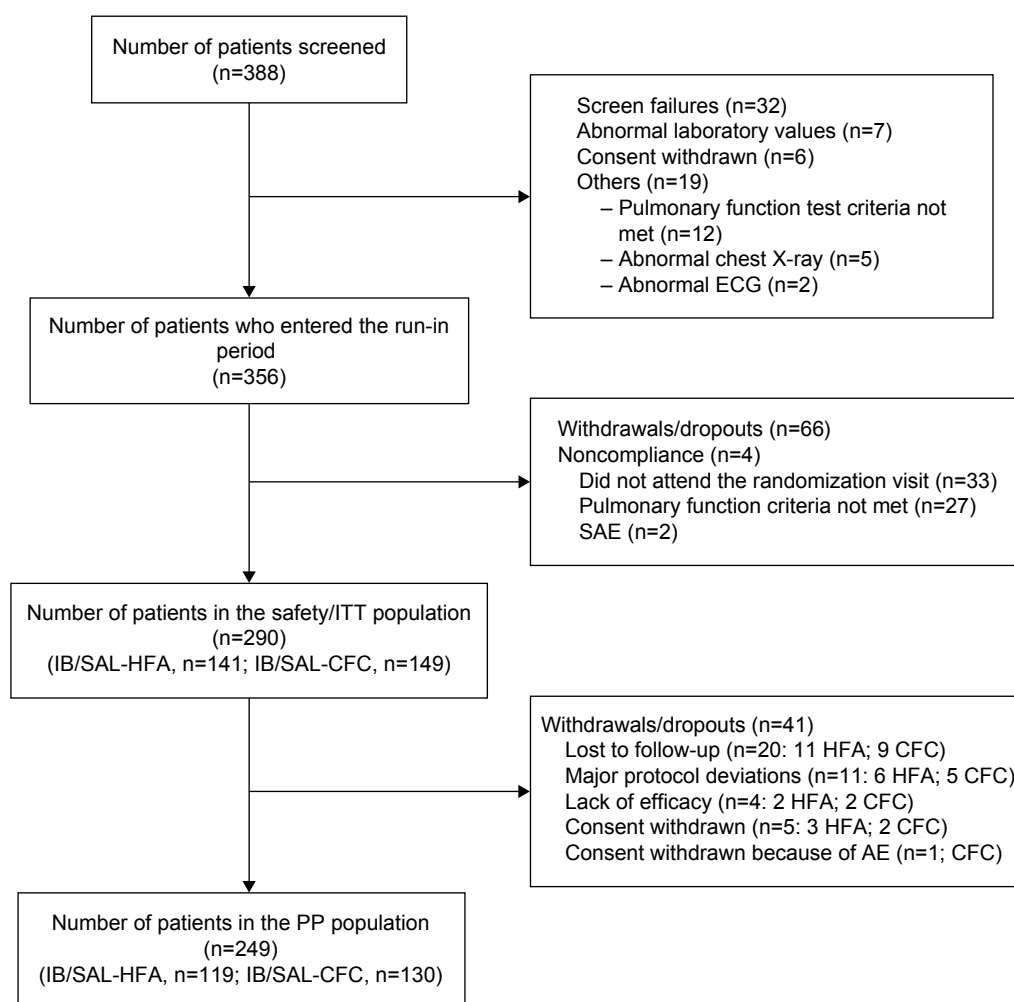 Number of patients screened
(n=388)
Screen failures (n=32)
Abnormal laboratory values (n=7)
Consent withdrawn (n=6)
Others (n=19)
– Pulmonary function test criteria not
met (n=12)
– Abnormal chest X-ray (n=5)
– Abnormal ECG (n=2)
Number of patients who entered the run-in
period
(n=356)
Withdrawals/dropouts (n=66)
Noncompliance (n=4)
Did not attend the randomization visit (n=33)
Pulmonary function criteria not met (n=27)
SAE (n=2)
Number of patients in the safety/ITT population
(n=290)
(IB/SAL-HFA, n=141; IB/SAL-CFC, n=149)
Withdrawals/dropouts (n=41)
Lost to follow-up (n=20: 11 HFA; 9 CFC)
Major protocol deviations (n=11: 6 HFA; 5 CFC)
Lack of efficacy (n=4: 2 HFA; 2 CFC)
Consent withdrawn (n=5: 3 HFA; 2 CFC)
Consent withdrawn because of AE (n=1; CFC)
Number of patients in the PP population
(n=249)
(IB/SAL-HFA, n=119; IB/SAL-CFC, n=130)